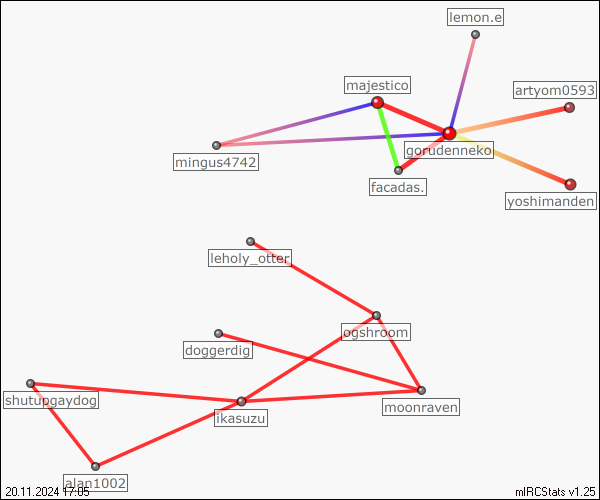 lemon.e
majestico
artyom0593
gorudenneko
mingus4742
facadas.
yoshimanden
leholy_otter
ogshroom
doggerdig
shutupgaydog
moonraven
ikasuzu
alan1002
20.11.2024 17:05
mIRCStats v1.25